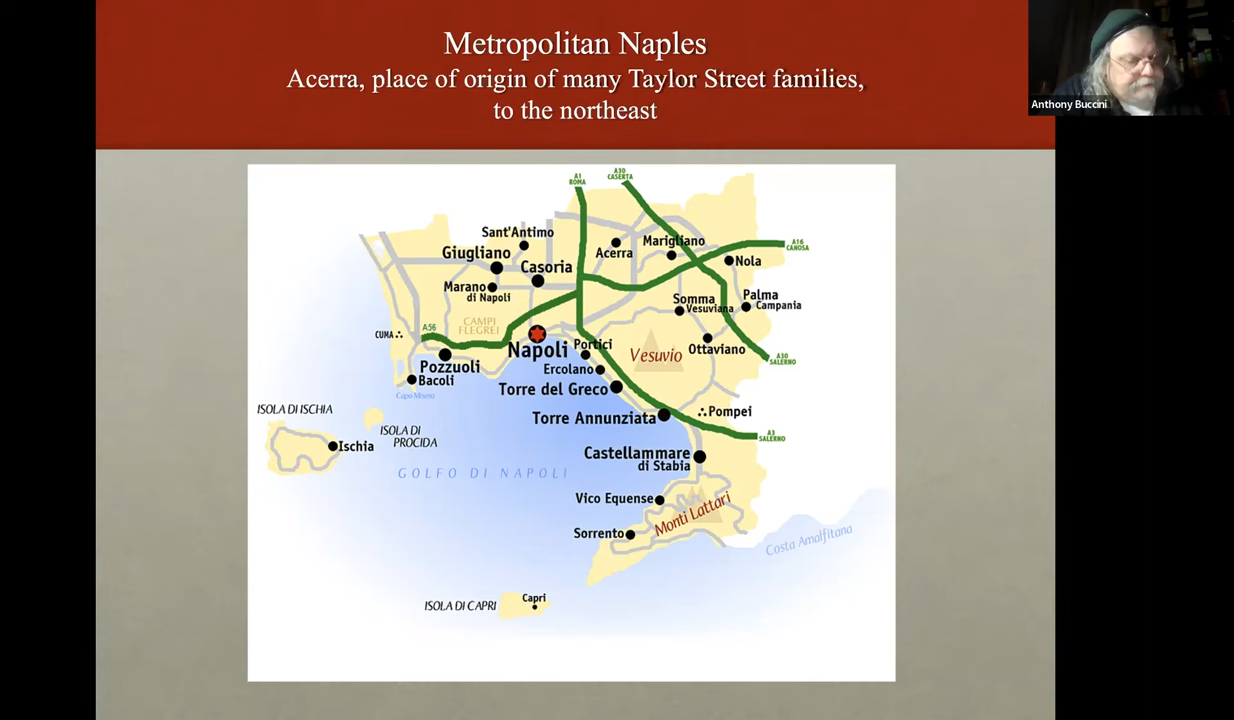 Metropolitan Naples
Acerra, place of origin of many Taylor Street families,
to the northeast
Anthony Buccini
A1
ROMA
A30
CASERTA
Sant'Antimo
Giugliano
Casoria
Acerra
Marigliano
A16
CANOSA
Nola
Marano
di Napoli
Somma
Vesuviana
Palma
Campania
CAMPI
FLEGREI
A56
CUMA
Napoli
Portici
Vesuvio
Ottaviano
A30
SALERNO
Pozzuoli
Bacoli
Capo Miseno
Ercolano
Torre del Greco
ISOLA DI ISCHIA
Torre Annunziata
Pompei
ISOLA DI
PROCIDA
A3
SALERNO
Ischia
Castellammare
di Stabia
GOLFO DI NAPOLI
Vico Equense
Monti Lattari
Sorrento
Costa Amalfitana
ISOLA DI CAPRI
Capri